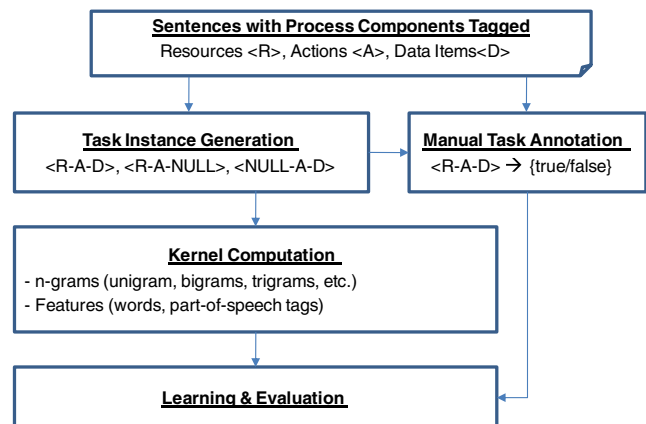 Sentences with Process Components Tagged
Resources <R>, Actions <A>, Data Items<D>
Task Instance Generation
<R-A-D>, <R-A-NULL>, <NULL-A-D>
Manual Task Annotation
<R-A-D> → {true/false}
Kernel Computation
- n-grams (unigram, bigrams, trigrams, etc.)
- Features (words, part-of-speech tags)
Learning & Evaluation